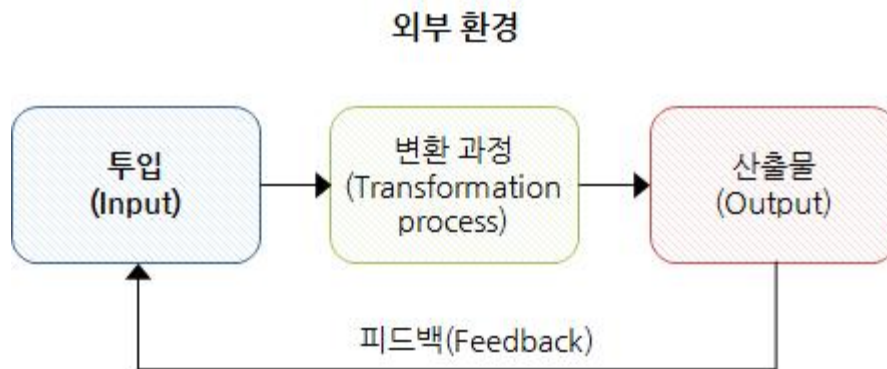 외부 환경
투입
(Input)
변환 과정
(Transformation
process)
산출물
(Output)
피드백(Feedback)